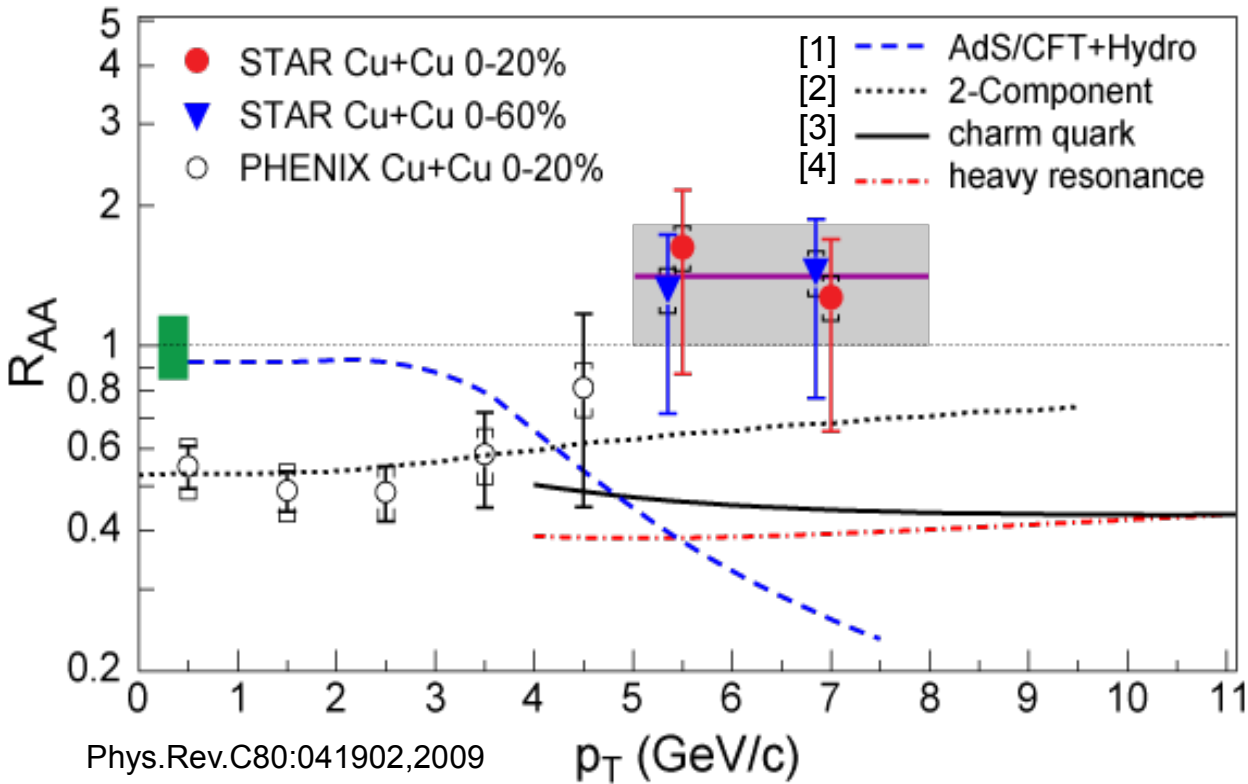 5
4
3
2
1
0.8
0.6
0.4
0.2
R_AA
STAR Cu+Cu 0-20%
STAR Cu+Cu 0-60%
PHENIX Cu+Cu 0-20%
[1] AdS/CFT+Hydro
[2] 2-Component
[3] charm quark
[4] heavy resonance
0 1 2 3 4 5 6 7 8 9 10 11
Phys.Rev.C80:041902,2009
p_T (GeV/c)